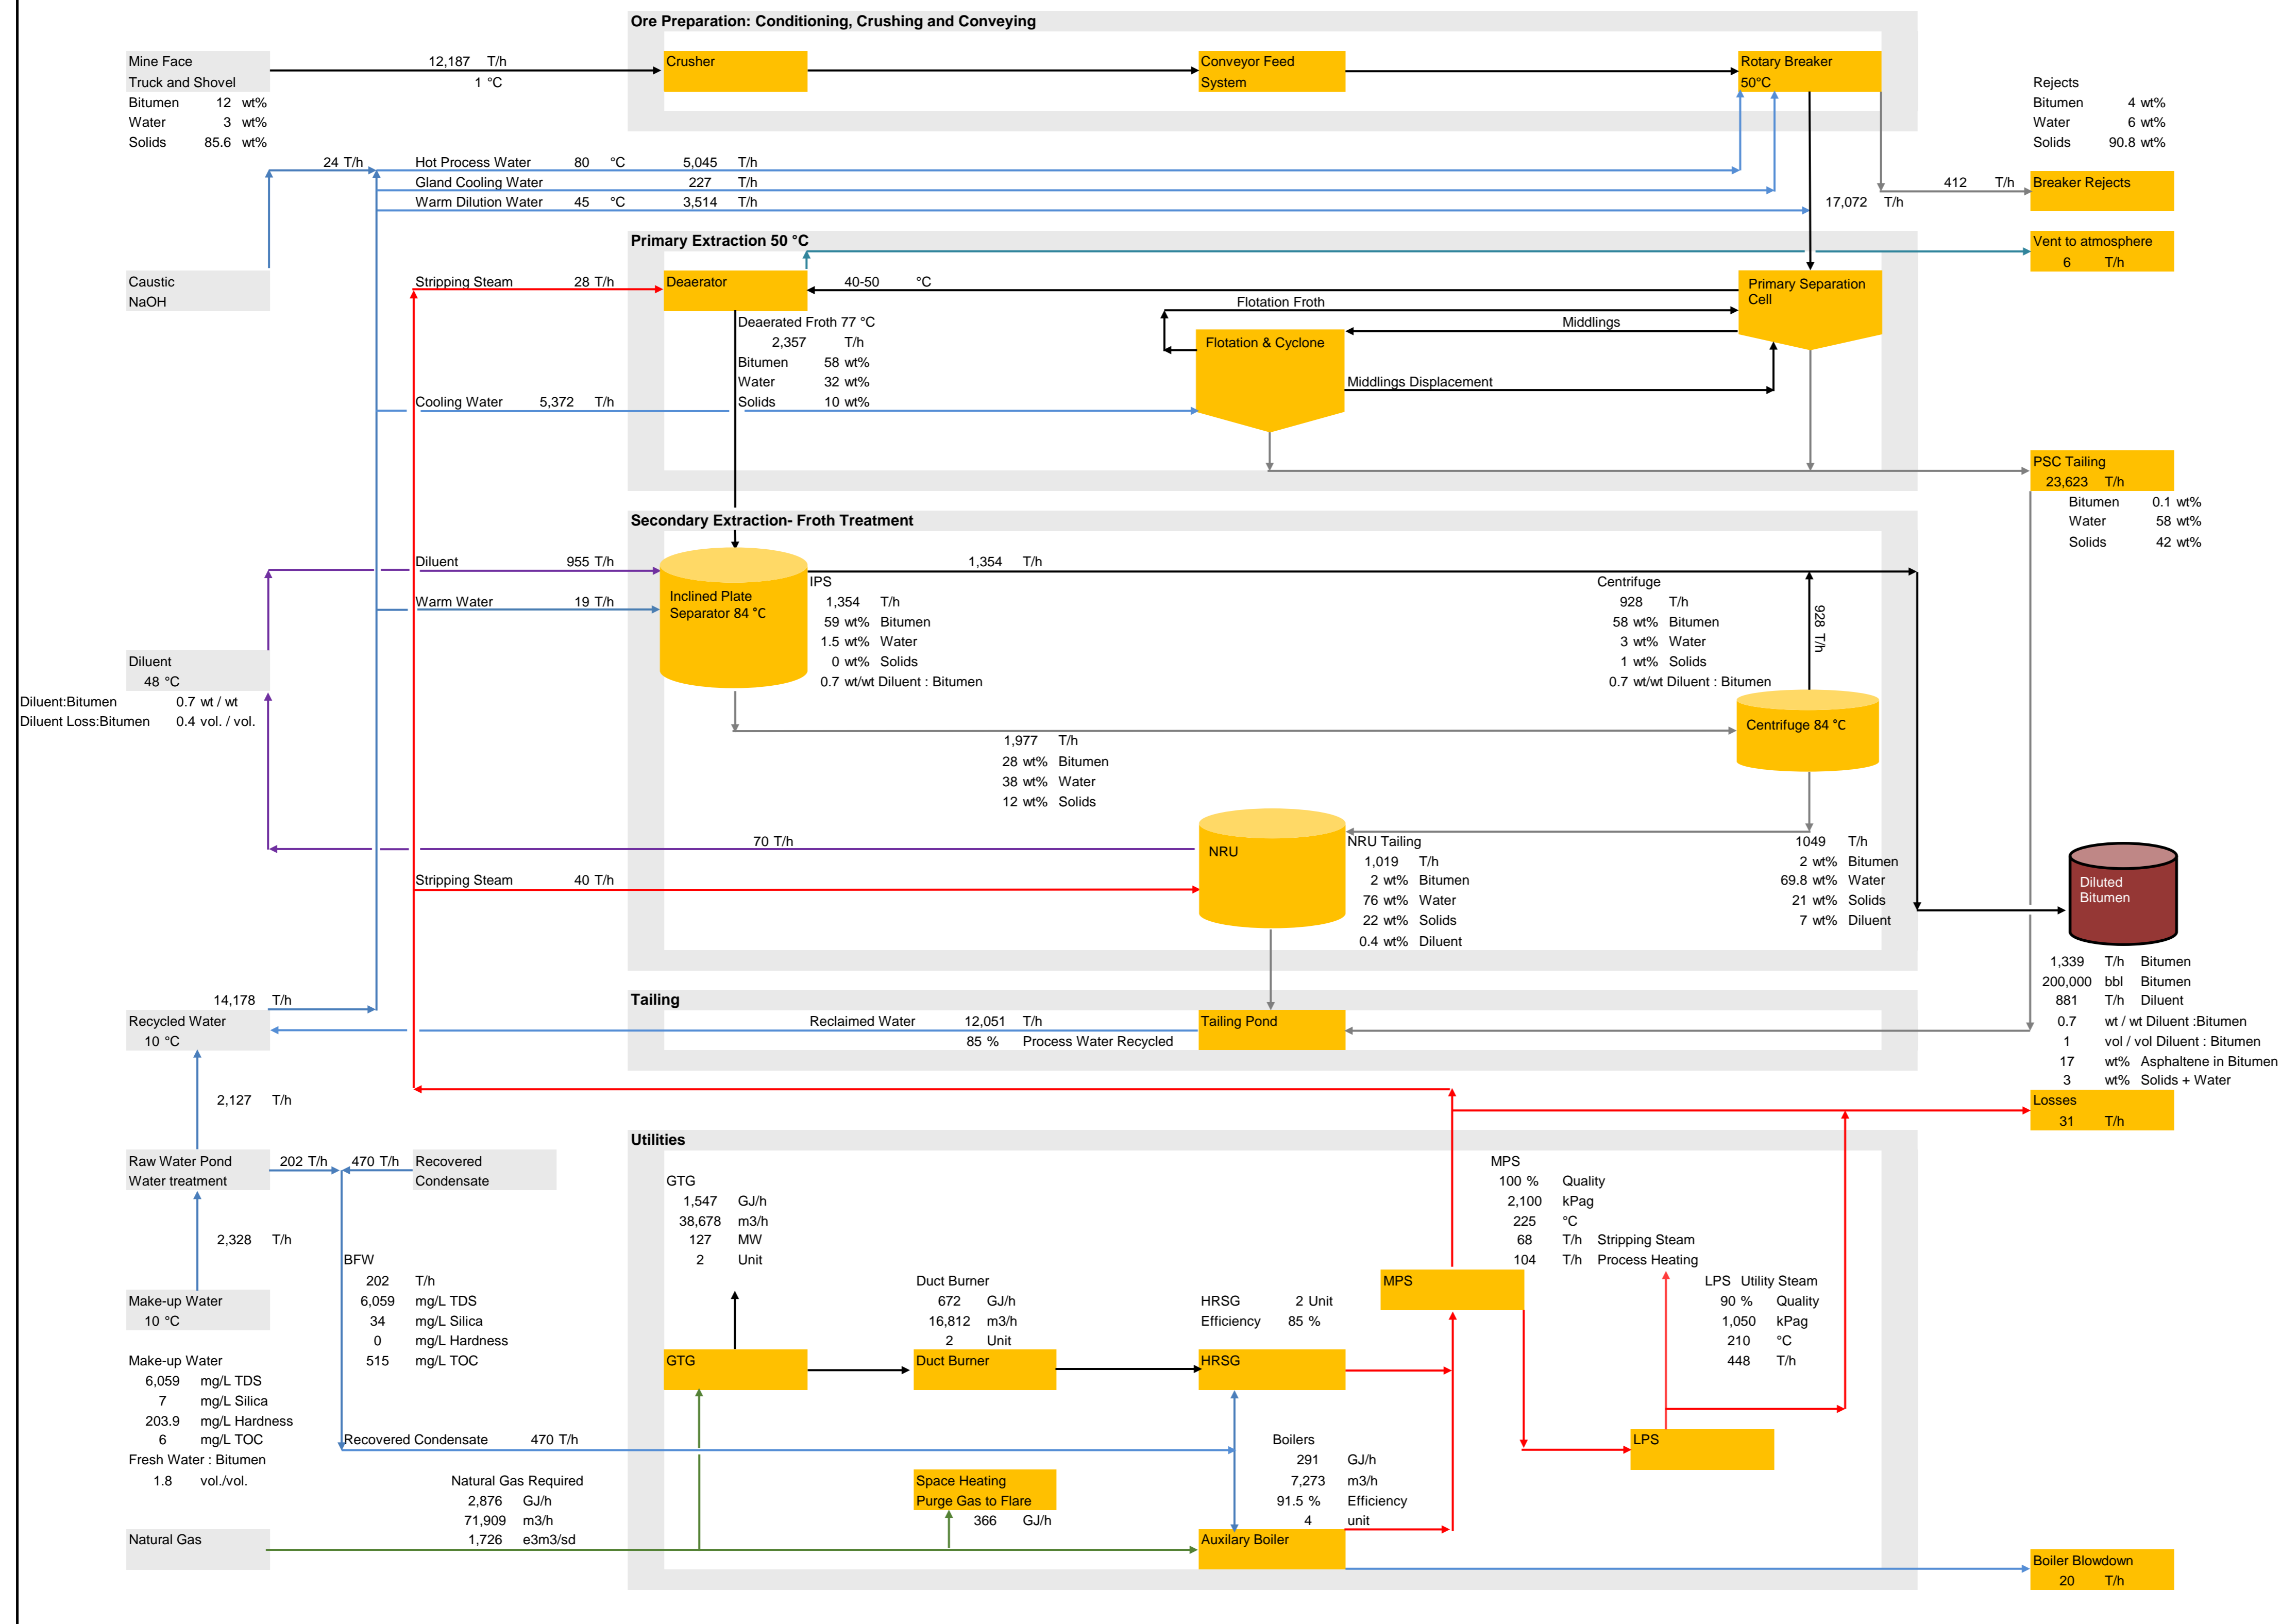 Ore Preparation: Conditioning, Crushing and Conveying
Mine Face
Truck and Shovel
12,187 T/h
1 °C
Crusher
Conveyor Feed
System
Rotary Breaker
50°C
Bitumen 12 wt%
Water 3 wt%
Solids 85.6 wt%
Rejects
Bitumen 4 wt%
Water 6 wt%
Solids 90.8 wt%
24 T/h
Hot Process Water 80 °C 5,045 T/h
Gland Cooling Water 227 T/h
Warm Dilution Water 45 °C 3,514 T/h
17,072 T/h
412 T/h
Breaker Rejects
Primary Extraction 50 °C
Vent to atmosphere
6 T/h
Caustic
NaOH
Stripping Steam 28 T/h
Deaerator
40-50 °C
Primary Separation
Cell
Flotation Froth
Middlings
Flotation & Cyclone
Middlings Displacement
Deaerated Froth 77 °C
2,357 T/h
Bitumen 58 wt%
Water 32 wt%
Solids 10 wt%
Cooling Water 5,372 T/h
PSC Tailing
23,623 T/h
Bitumen 0.1 wt%
Water 58 wt%
Solids 42 wt%
Secondary Extraction- Froth Treatment
Diluent 955 T/h
Warm Water 19 T/h
Inclined Plate
Separator 84 °C
1,354 T/h
IPS
1,354 T/h
59 wt% Bitumen
1.5 wt% Water
0 wt% Solids
0.7 wt/wt Diluent : Bitumen
Centrifuge
928 T/h
58 wt% Bitumen
3 wt% Water
1 wt% Solids
0.7 wt/wt Diluent : Bitumen
928 T/h
Centrifuge 84 °C
Diluent
48 °C
Diluent:Bitumen 0.7 wt / wt
Diluent Loss:Bitumen 0.4 vol. / vol.
1,977 T/h
28 wt% Bitumen
38 wt% Water
12 wt% Solids
70 T/h
Stripping Steam 40 T/h
NRU
NRU Tailing
1,019 T/h
2 wt% Bitumen
76 wt% Water
22 wt% Solids
0.4 wt% Diluent
1049 T/h
2 wt% Bitumen
69.8 wt% Water
21 wt% Solids
7 wt% Diluent
Diluted
Bitumen
1,339 T/h Bitumen
200,000 bbl Bitumen
881 T/h Diluent
0.7 wt / wt Diluent :Bitumen
1 vol / vol Diluent : Bitumen
17 wt% Asphaltene in Bitumen
3 wt% Solids + Water
Tailing
14,178 T/h
Recycled Water
10 °C
Reclaimed Water 12,051 T/h
85 % Process Water Recycled
Tailing Pond
2,127 T/h
Losses
31 T/h
Utilities
Raw Water Pond
Water treatment
202 T/h
470 T/h
Recovered
Condensate
2,328 T/h
Make-up Water
10 °C
BFW
202 T/h
6,059 mg/L TDS
34 mg/L Silica
0 mg/L Hardness
515 mg/L TOC
GTG
1,547 GJ/h
38,678 m3/h
127 MW
2 Unit
Duct Burner
672 GJ/h
16,812 m3/h
2 Unit
HRSG 2 Unit
Efficiency 85 %
MPS
100 % Quality
2,100 kPag
225 °C
68 T/h Stripping Steam
104 T/h Process Heating
MPS
LPS Utility Steam
90 % Quality
1,050 kPag
210 °C
448 T/h
GTG
Duct Burner
HRSG
LPS
Make-up Water
6,059 mg/L TDS
7 mg/L Silica
203.9 mg/L Hardness
6 mg/L TOC
Fresh Water : Bitumen
1.8 vol./vol.
Recovered Condensate 470 T/h
Natural Gas Required
2,876 GJ/h
71,909 m3/h
1,726 e3m3/sd
Space Heating
Purge Gas to Flare
366 GJ/h
Boilers
291 GJ/h
7,273 m3/h
91.5 % Efficiency
4 unit
Natural Gas
Auxilary Boiler
Boiler Blowdown
20 T/h